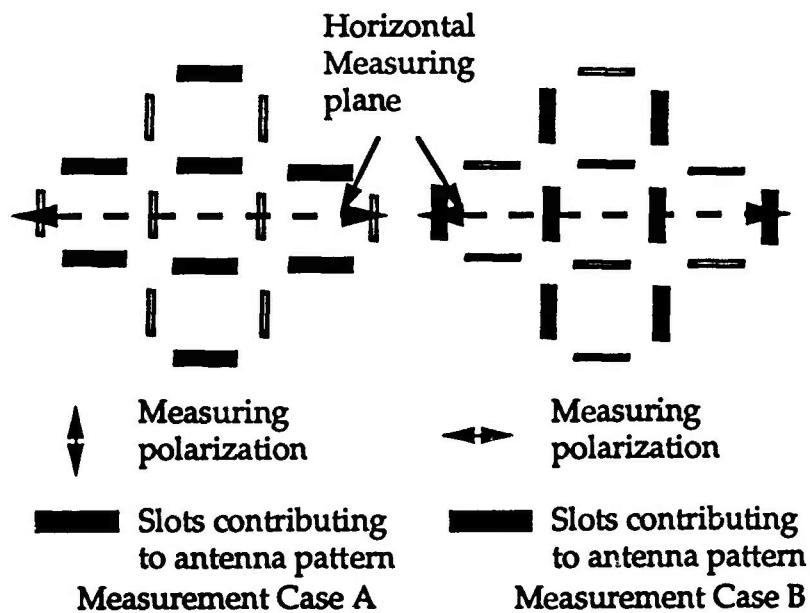 Horizontal
Measuring
plane
Measuring
polarization
Measuring
polarization
Slots contributing
to antenna pattern
Measurement Case A
Slots contributing
to antenna pattern
Measurement Case B